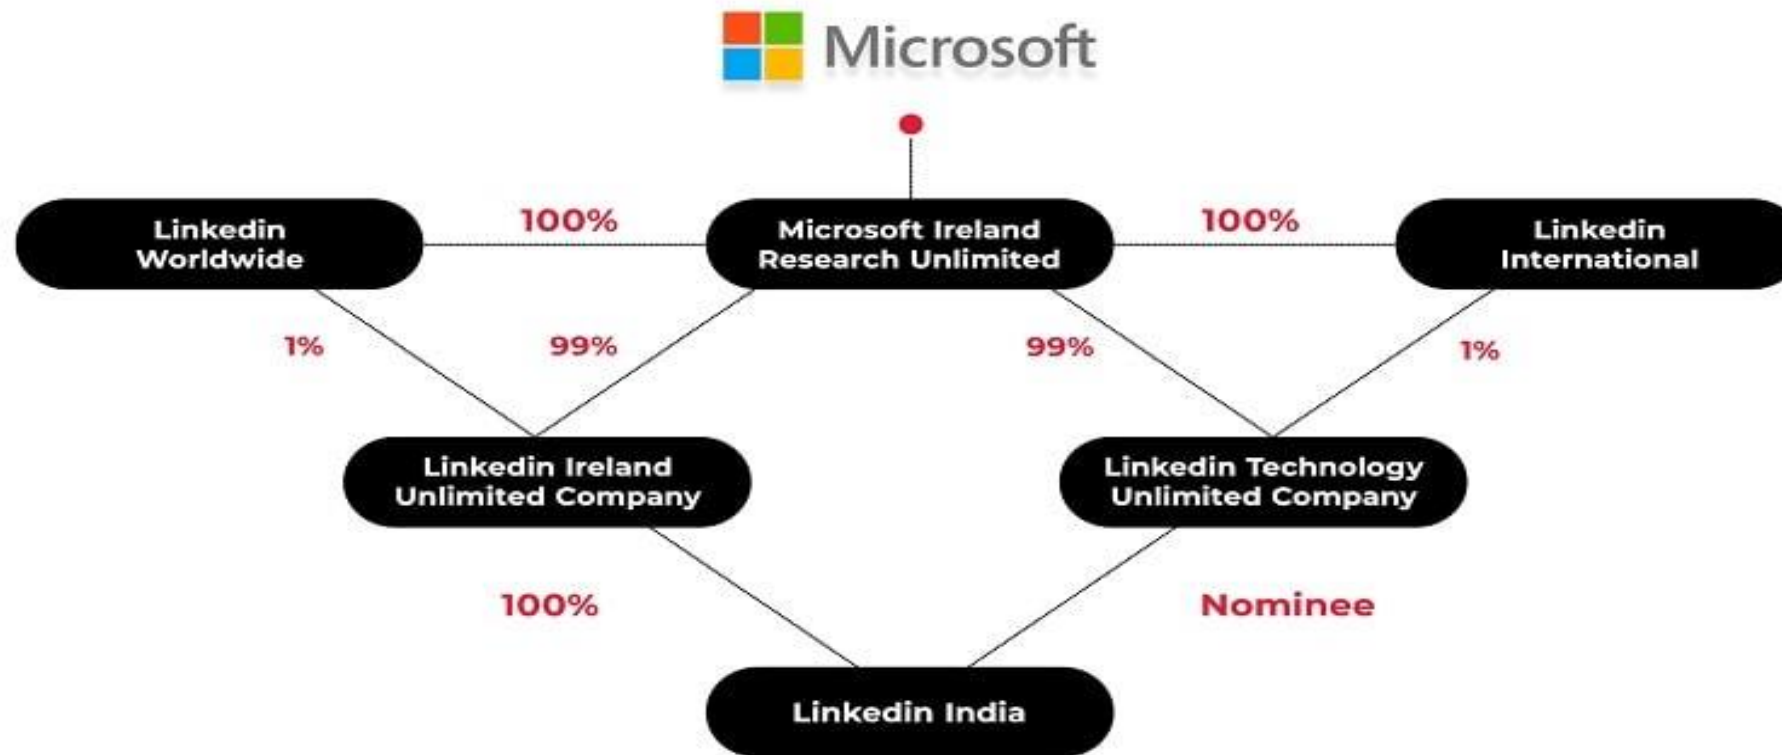 Microsoft
Linkedin
Worldwide
100%
Microsoft Ireland
Research Unlimited
100%
Linkedin
International
1%
99%
99%
1%
Linkedin Ireland
Unlimited Company
Linkedin Technology
Unlimited Company
100%
Nominee
Linkedin India